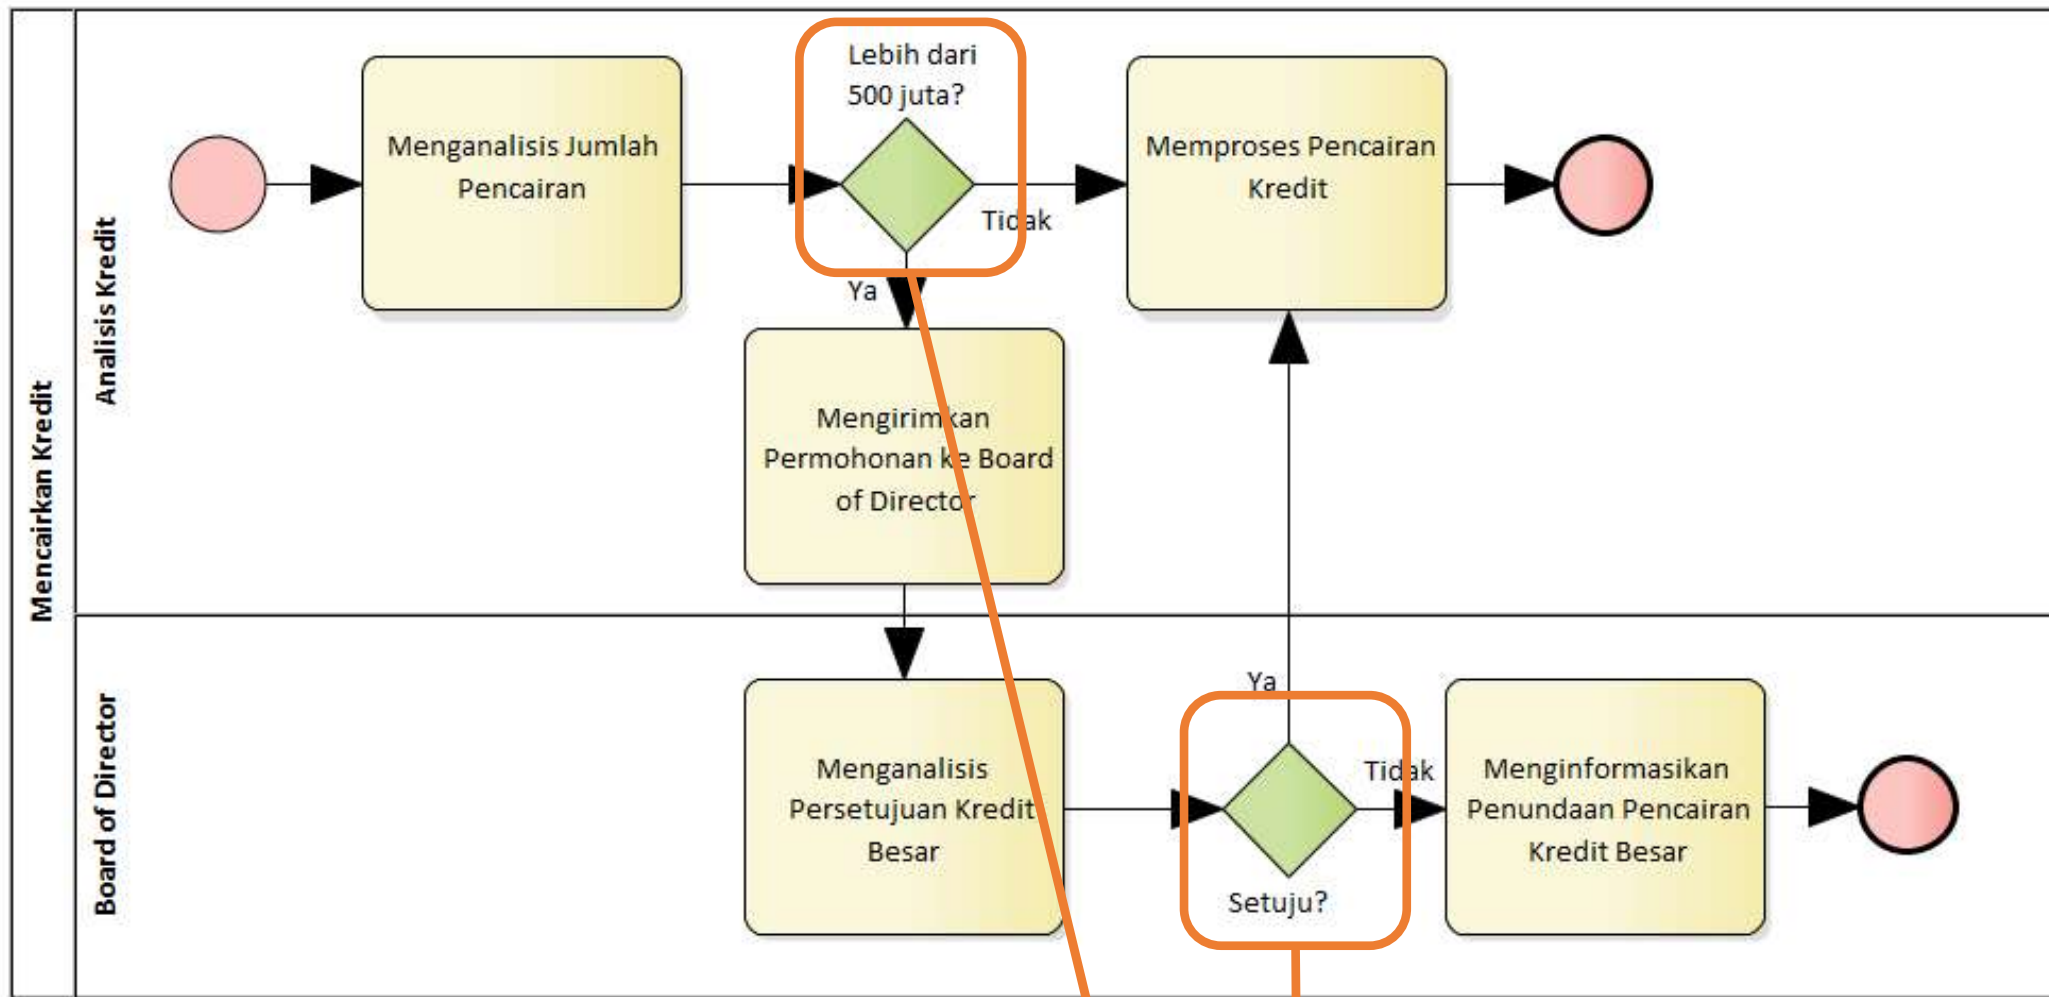 Mencairkan Kredit
Analisis Kredit
Menganalisis Jumlah
Pencairan
Lebih dari
500 juta?
Tidak
Ya
Memproses Pencairan
Kredit
Mengirimkan
Permohonan ke Board
of Director
Board of Director
Menganalisis
Persetujuan Kredit
Besar
Ya
Tidak
Setuju?
Menginformasikan
Penundaan Pencairan
Kredit Besar